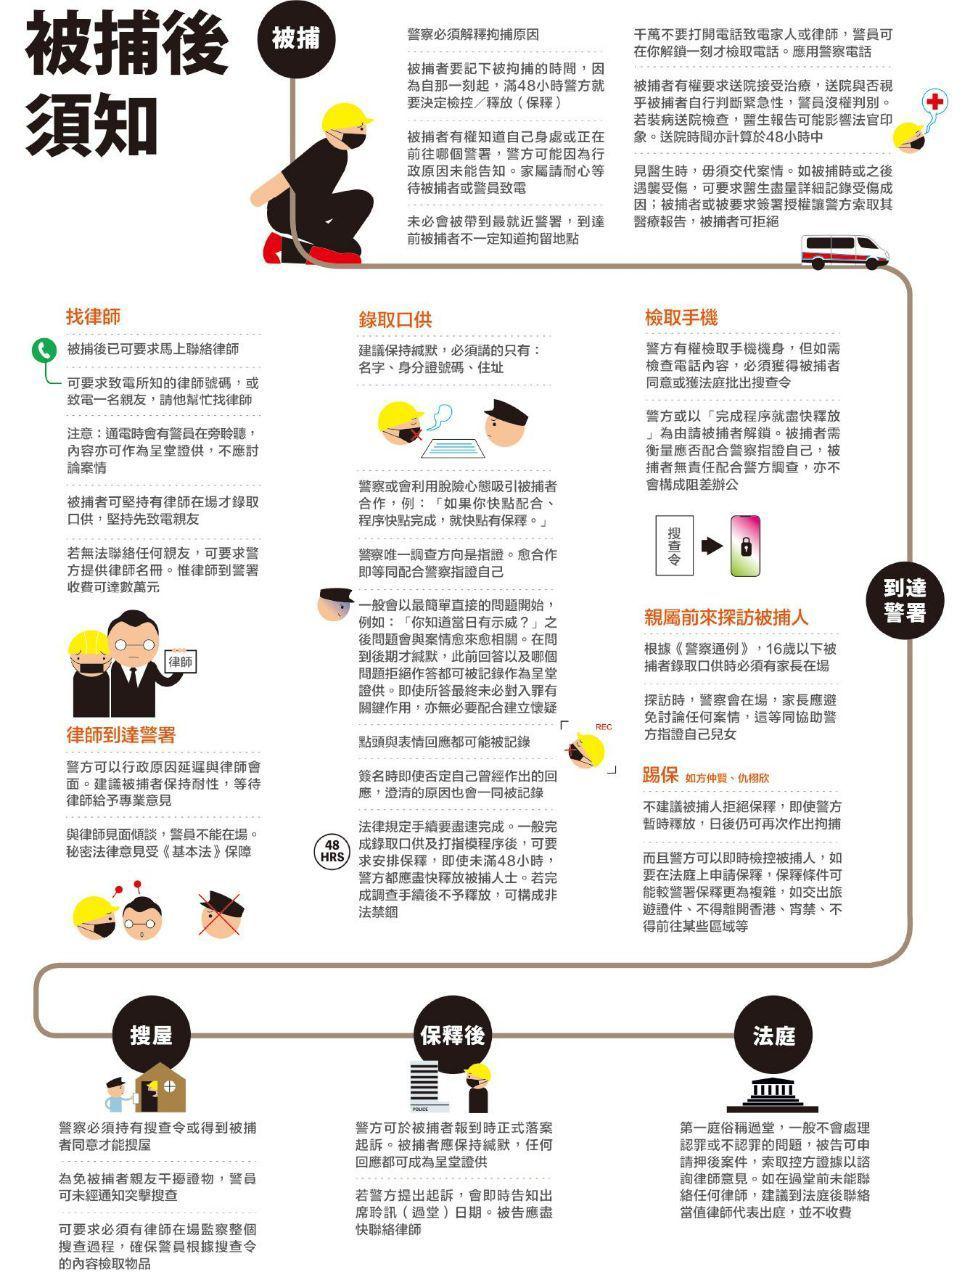 被捕後
須知
被捕
警察必須解釋拘捕原因
被捕者要記下被拘捕的時間，因
為自那一刻起，滿48小時警方就
要決定檢控／釋放（保釋）
被捕者有權知道自己身處或正在
前往哪個警署，警方可能因為行
政原因未能告知。家屬請耐心等
待被捕者或警員致電
未必會被帶到最就近警署，到達
前被捕者不一定知道拘留地點
千萬不要打開電話致電家人或律師，警員可
在你解鎖一刻才檢取電話。應用警察電話
被捕者有權要求送院接受治療，送院與否視
乎被捕者自行判斷緊急性，警員沒權判別。
若裝病送院檢查，醫生報告可能影響法官印
象。送院時間亦計算於48小時中
見醫生時，毋須交代案情。如被捕時或之後
遇襲受傷，可要求醫生盡量詳細記錄受傷成
因；被捕者或被要求簽署授權讓警方索取其
醫療報告，被捕者可拒絕
到達
警署
找律師
被捕後已可要求馬上聯絡律師
可要求致電所知的律師號碼，或
致電一名親友，請他幫忙找律師
注意：通電時會有警員在旁聆聽，
內容亦可作為呈堂證供，不應討
論案情
被捕者可堅持有律師在場才錄取
口供，堅持先致電親友
若無法聯絡任何親友，可要求警
方提供律師名冊。惟律師到警署
收費可達數萬元
律師
律師到達警署
警方可以行政原因延遲與律師會
面。建議被捕者保持耐性，等待
律師給予專業意見
與律師見面傾談，警員不能在場。
秘密法律意見受《基本法》保障
錄取口供
建議保持緘默，必須講的只有：
名字、身分證號碼、住址
警察或會利用脫險心態吸引被捕者
合作，例：「如果你快點配合、
程序快點完成，就快點有保釋。」
警察唯一調查方向是指證。愈合作
即等同配合警察指證自己
一般會以最簡單直接的問題開始，
例如：「你知道當日有示威？」之
後問題會與案情愈來愈相關。在問
到後期才緘默，此前回答以及哪個
問題拒絕作答都可被記錄作為呈堂
證供。即使所答最終未必對入罪有
關鍵作用，亦無必要配合建立懷疑
REC
點頭與表情回應都可能被記錄
簽名時即使否定自己曾經作出的回
應，澄清的原因也會一同被記錄
48
HRS
法律規定手續要盡速完成。一般完
成錄取口供及打指模程序後，可要
求安排保釋，即使未滿48小時，
警方都應盡快釋放被捕人士。若完
成調查手續後不予釋放，可構成非
法禁錮
檢取手機
警方有權檢取手機機身，但如需
檢查電話內容，必須獲得被捕者
同意或獲法庭批出搜查令
警方或以「完成程序就盡快釋放
」為由請被捕者解鎖。被捕者需
衡量應否配合警察指證自己，被
捕者無責任配合警方調查，亦不
會構成阻差辦公
搜查令
親屬前來探訪被捕人
根據《警察通例》，16歲以下被
捕者錄取口供時必須有家長在場
探訪時，警察會在場，家長應避
免討論任何案情，這等同協助警
方指證自己兒女
踢保 如方仲賢、仇栩欣
不建議被捕人拒絕保釋，即使警方
暫時釋放，日後仍可再次作出拘捕
而且警方可以即時檢控被捕人，如
要在法庭上申請保釋，保釋條件可
能較警署保釋更為複雜，如交出旅
遊證件、不得離開香港、宵禁、不
得前往某些區域等
搜屋
警察必須持有搜查令或得到被捕
者同意才能搜屋
為免被捕者親友干擾證物，警員
可未經通知突擊搜查
可要求必須有律師在場監察整個
搜查過程，確保警員根據搜查令
的內容檢取物品
保釋後
POLICE
警方可於被捕者報到時正式落案
起訴。被捕者應保持緘默，任何
回應都可成為呈堂證供
若警方提出起訴，會即時告知出
席聆訊（過堂）日期。被告應盡
快聯絡律師
法庭
第一庭俗稱過堂，一般不會處理
認罪或不認罪的問題，被告可申
請押後案件，索取控方證據以諮
詢律師意見。如在過堂前未能聯
絡任何律師，建議到法庭後聯絡
當值律師代表出庭，並不收費